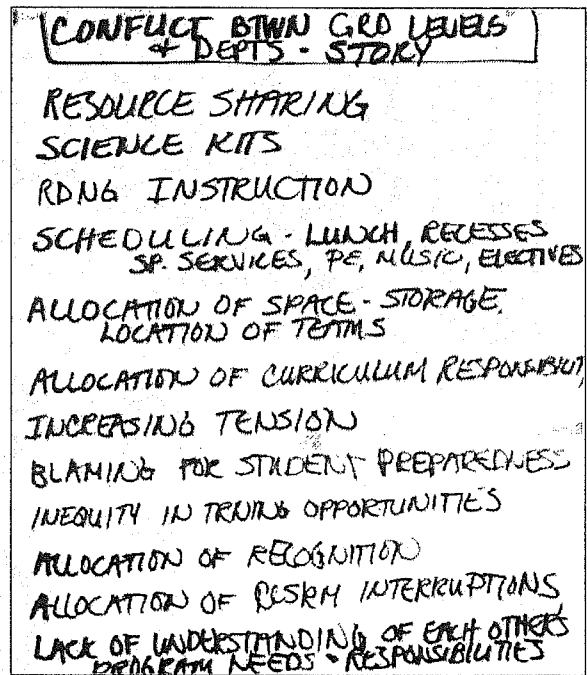 CONFLICT BTWN GRD LEVELS
+ DEPTS - STORY
RESOURCE SHARING
SCIENCE KITS
RDNG INSTRUCTION
SCHEDULING - LUNCH, RECESSES
SP. SERVICES, PE, MUSIC, ELECTIVES
ALLOCATION OF SPACE - STORAGE,
LOCATION OF TEAMS
ALLOCATION OF CURRICULUM RESPONSIBILIT
INCREASING TENSION
BLAMING FOR STUDENT PREPAREDNESS
INEQUITY IN TRNING OPPORTUNITIES
ALLOCATION OF RECOGNITION
ALLOCATION OF CLSRM INTERRUPTIONS
LACK OF UNDERSTANDING OF EACH OTHERS
PROGRAM NEEDS - RESPONSIBILITIES